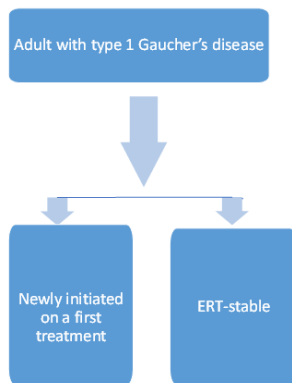 Adult with type 1 Gaucher’s disease
Newly initiated
on a first
treatment
ERT-stable